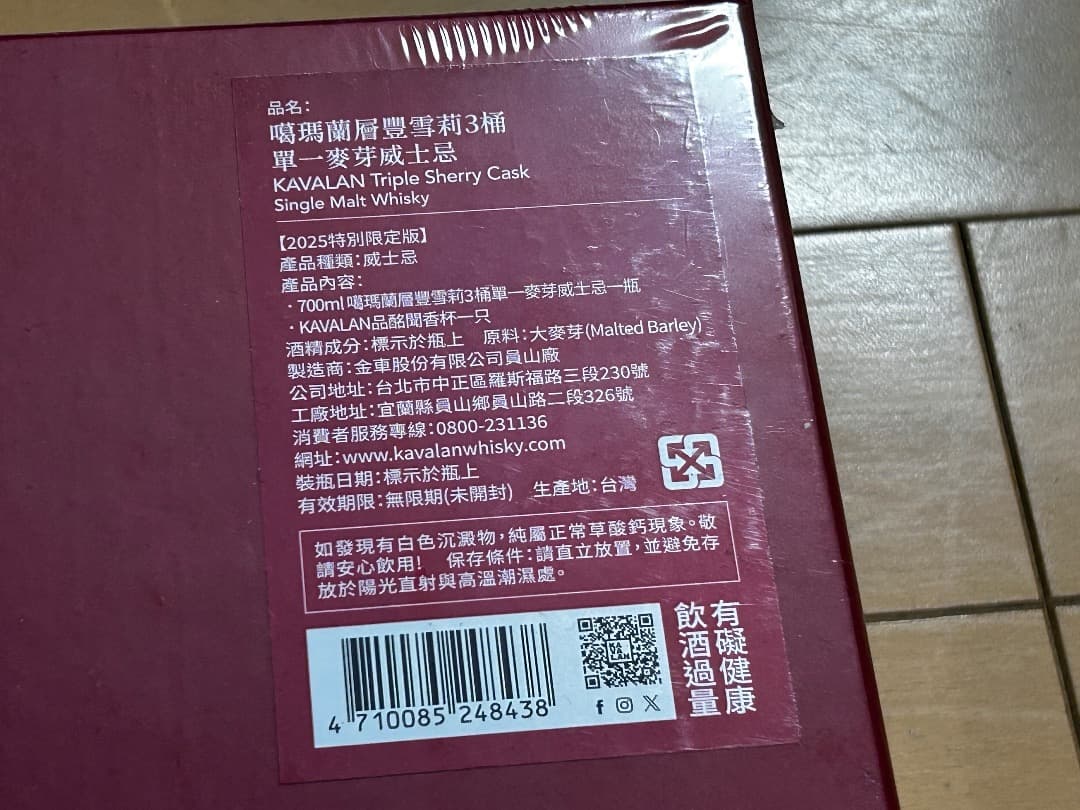 品名:
噶瑪蘭層豐雪莉3桶
單一麥芽威士忌
KAVALAN Triple Sherry Cask
Single Malt Whisky
【2025特別限定版】
產品種類:威士忌
產品內容:
·700ml 噶瑪蘭層豐雪莉3桶單一麥芽威士忌一瓶
·KAVALAN品酩聞香杯一只
酒精成分:標示於瓶上 原料:大麥芽(Malted Barley)
製造商:金車股份有限公司員山廠
公司地址:台北市中正區羅斯福路三段230號
工廠地址:宜蘭縣員山鄉員山路二段326號
消費者服務專線:0800-231136
網址:www.kavalanwhisky.com
裝瓶日期:標示於瓶上
有效期限:無限期(未開封) 生產地:台灣
如發現有白色沉澱物,純屬正常草酸鈣現象。敬
請安心飲用! 保存條件:請直立放置,並避免存
放於陽光直射與高溫潮濕處。
飲酒過量
有礙健康
4 710085 248438